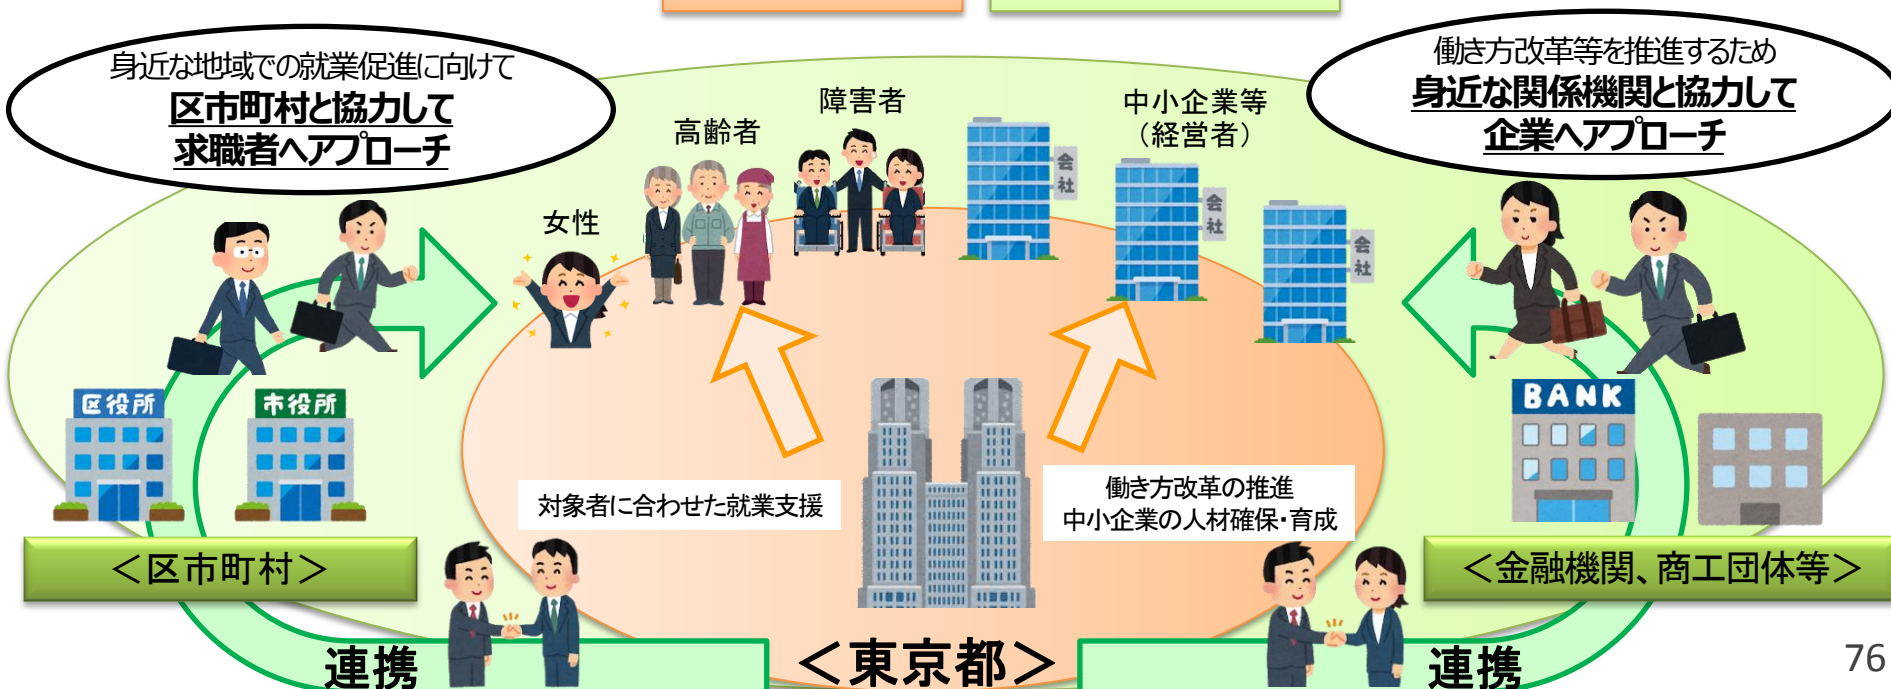 身近な地域での就業促進に向けて
区市町村と協力して
求職者へアプローチ
働き方改革等を推進するため
身近な関係機関と協力して
企業へアプローチ
女性
高齢者
障害者
中小企業等
（経営者）
会社
会社
会社
区役所
市役所
BANK
対象者に合わせた就業支援
働き方改革の推進
中小企業の人材確保・育成
＜区市町村＞
＜金融機関、商工団体等＞
連携
＜東京都＞
連携
76